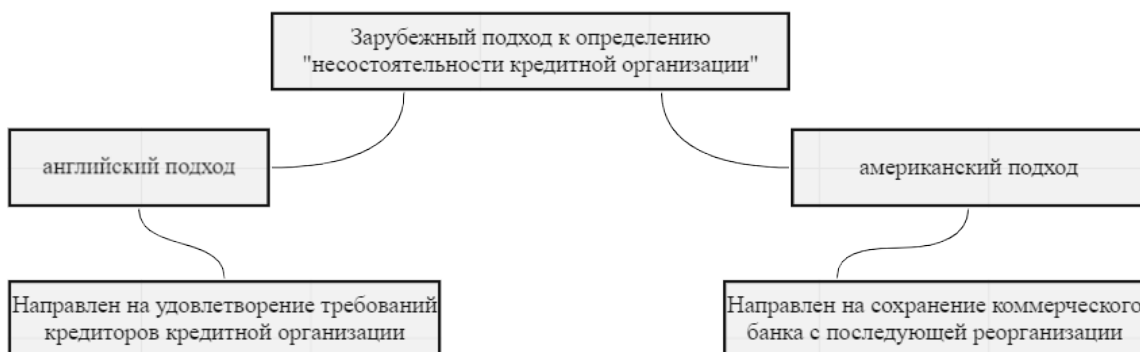 Зарубежный подход к определению
"несостоятельности кредитной организации"
английский подход
американский подход
Направлен на удовлетворение требований
кредиторов кредитной организации
Направлен на сохранение коммерческого
банка с последующей реорганизации